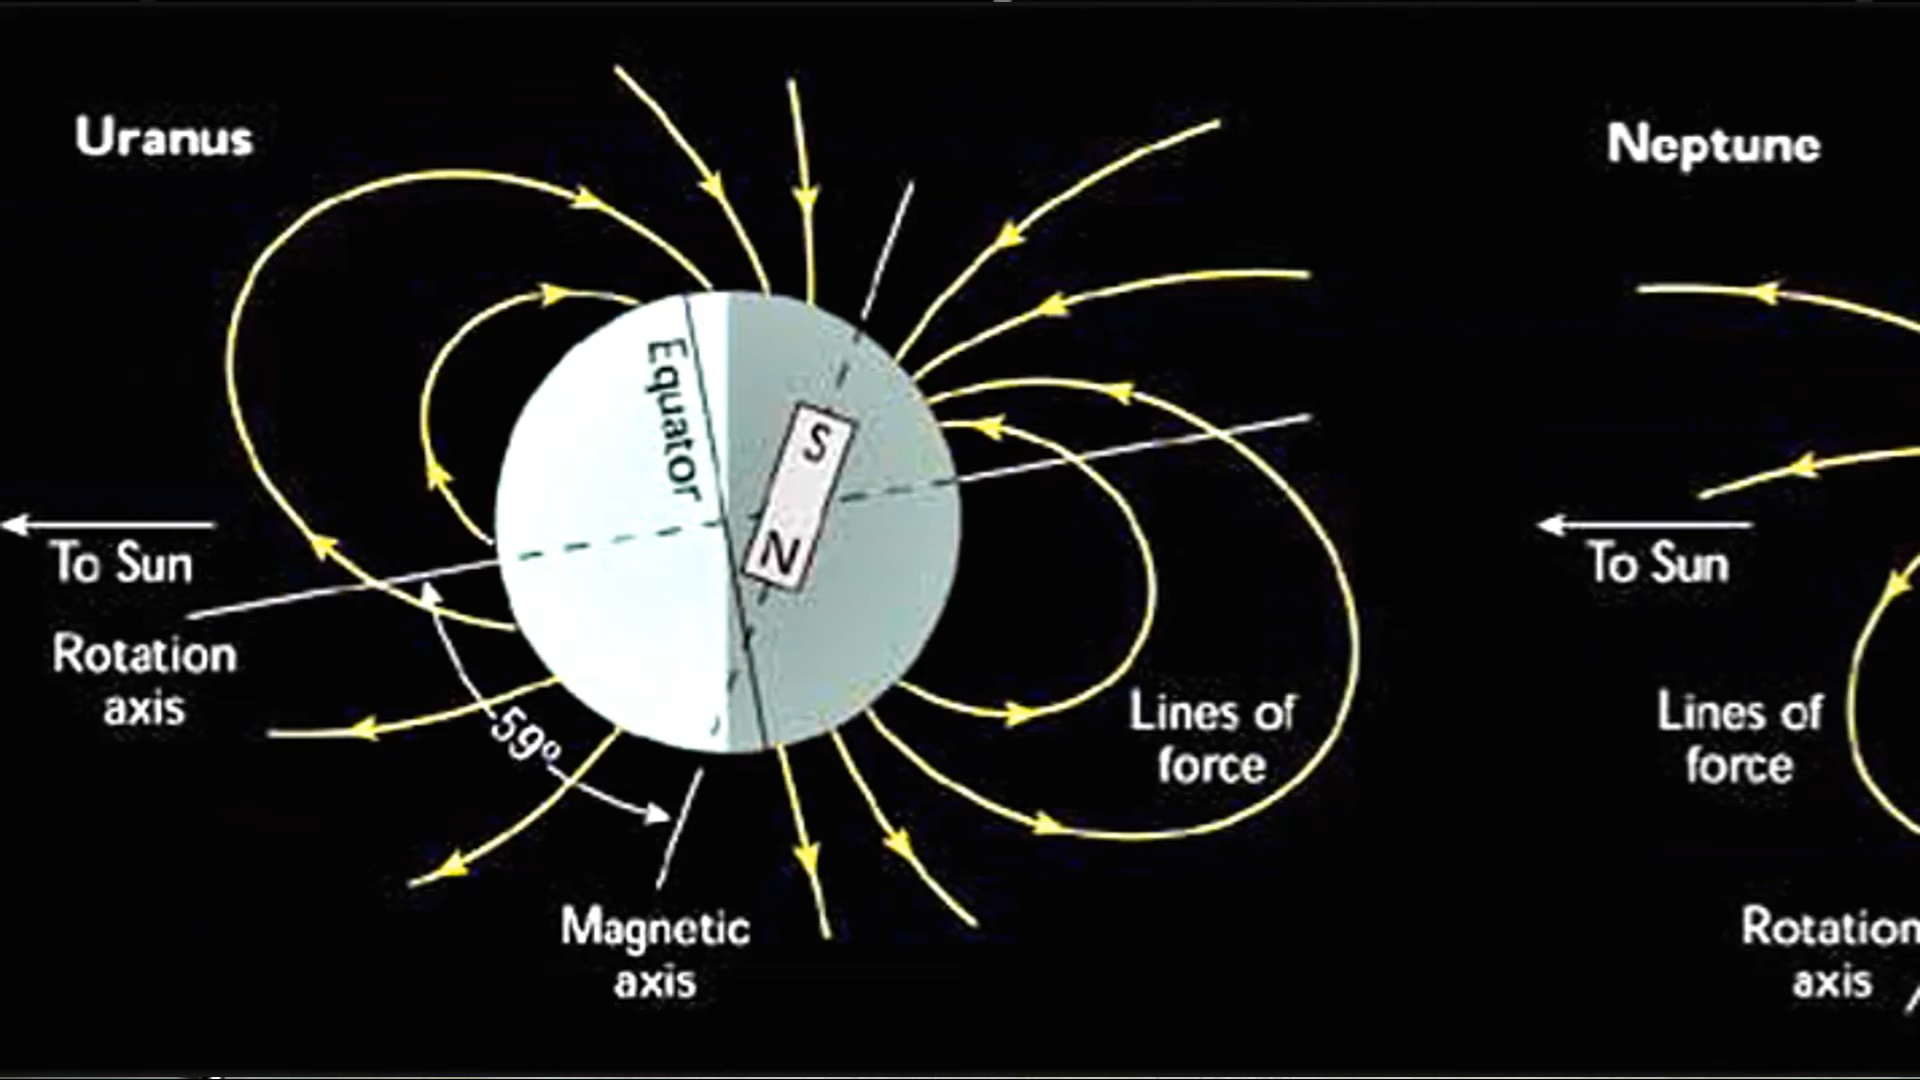 Uranus
Neptune
Equator
S
N
To Sun
To Sun
Rotation
axis
59º
Lines of
force
Lines of
force
Magnetic
axis
Rotation
axis